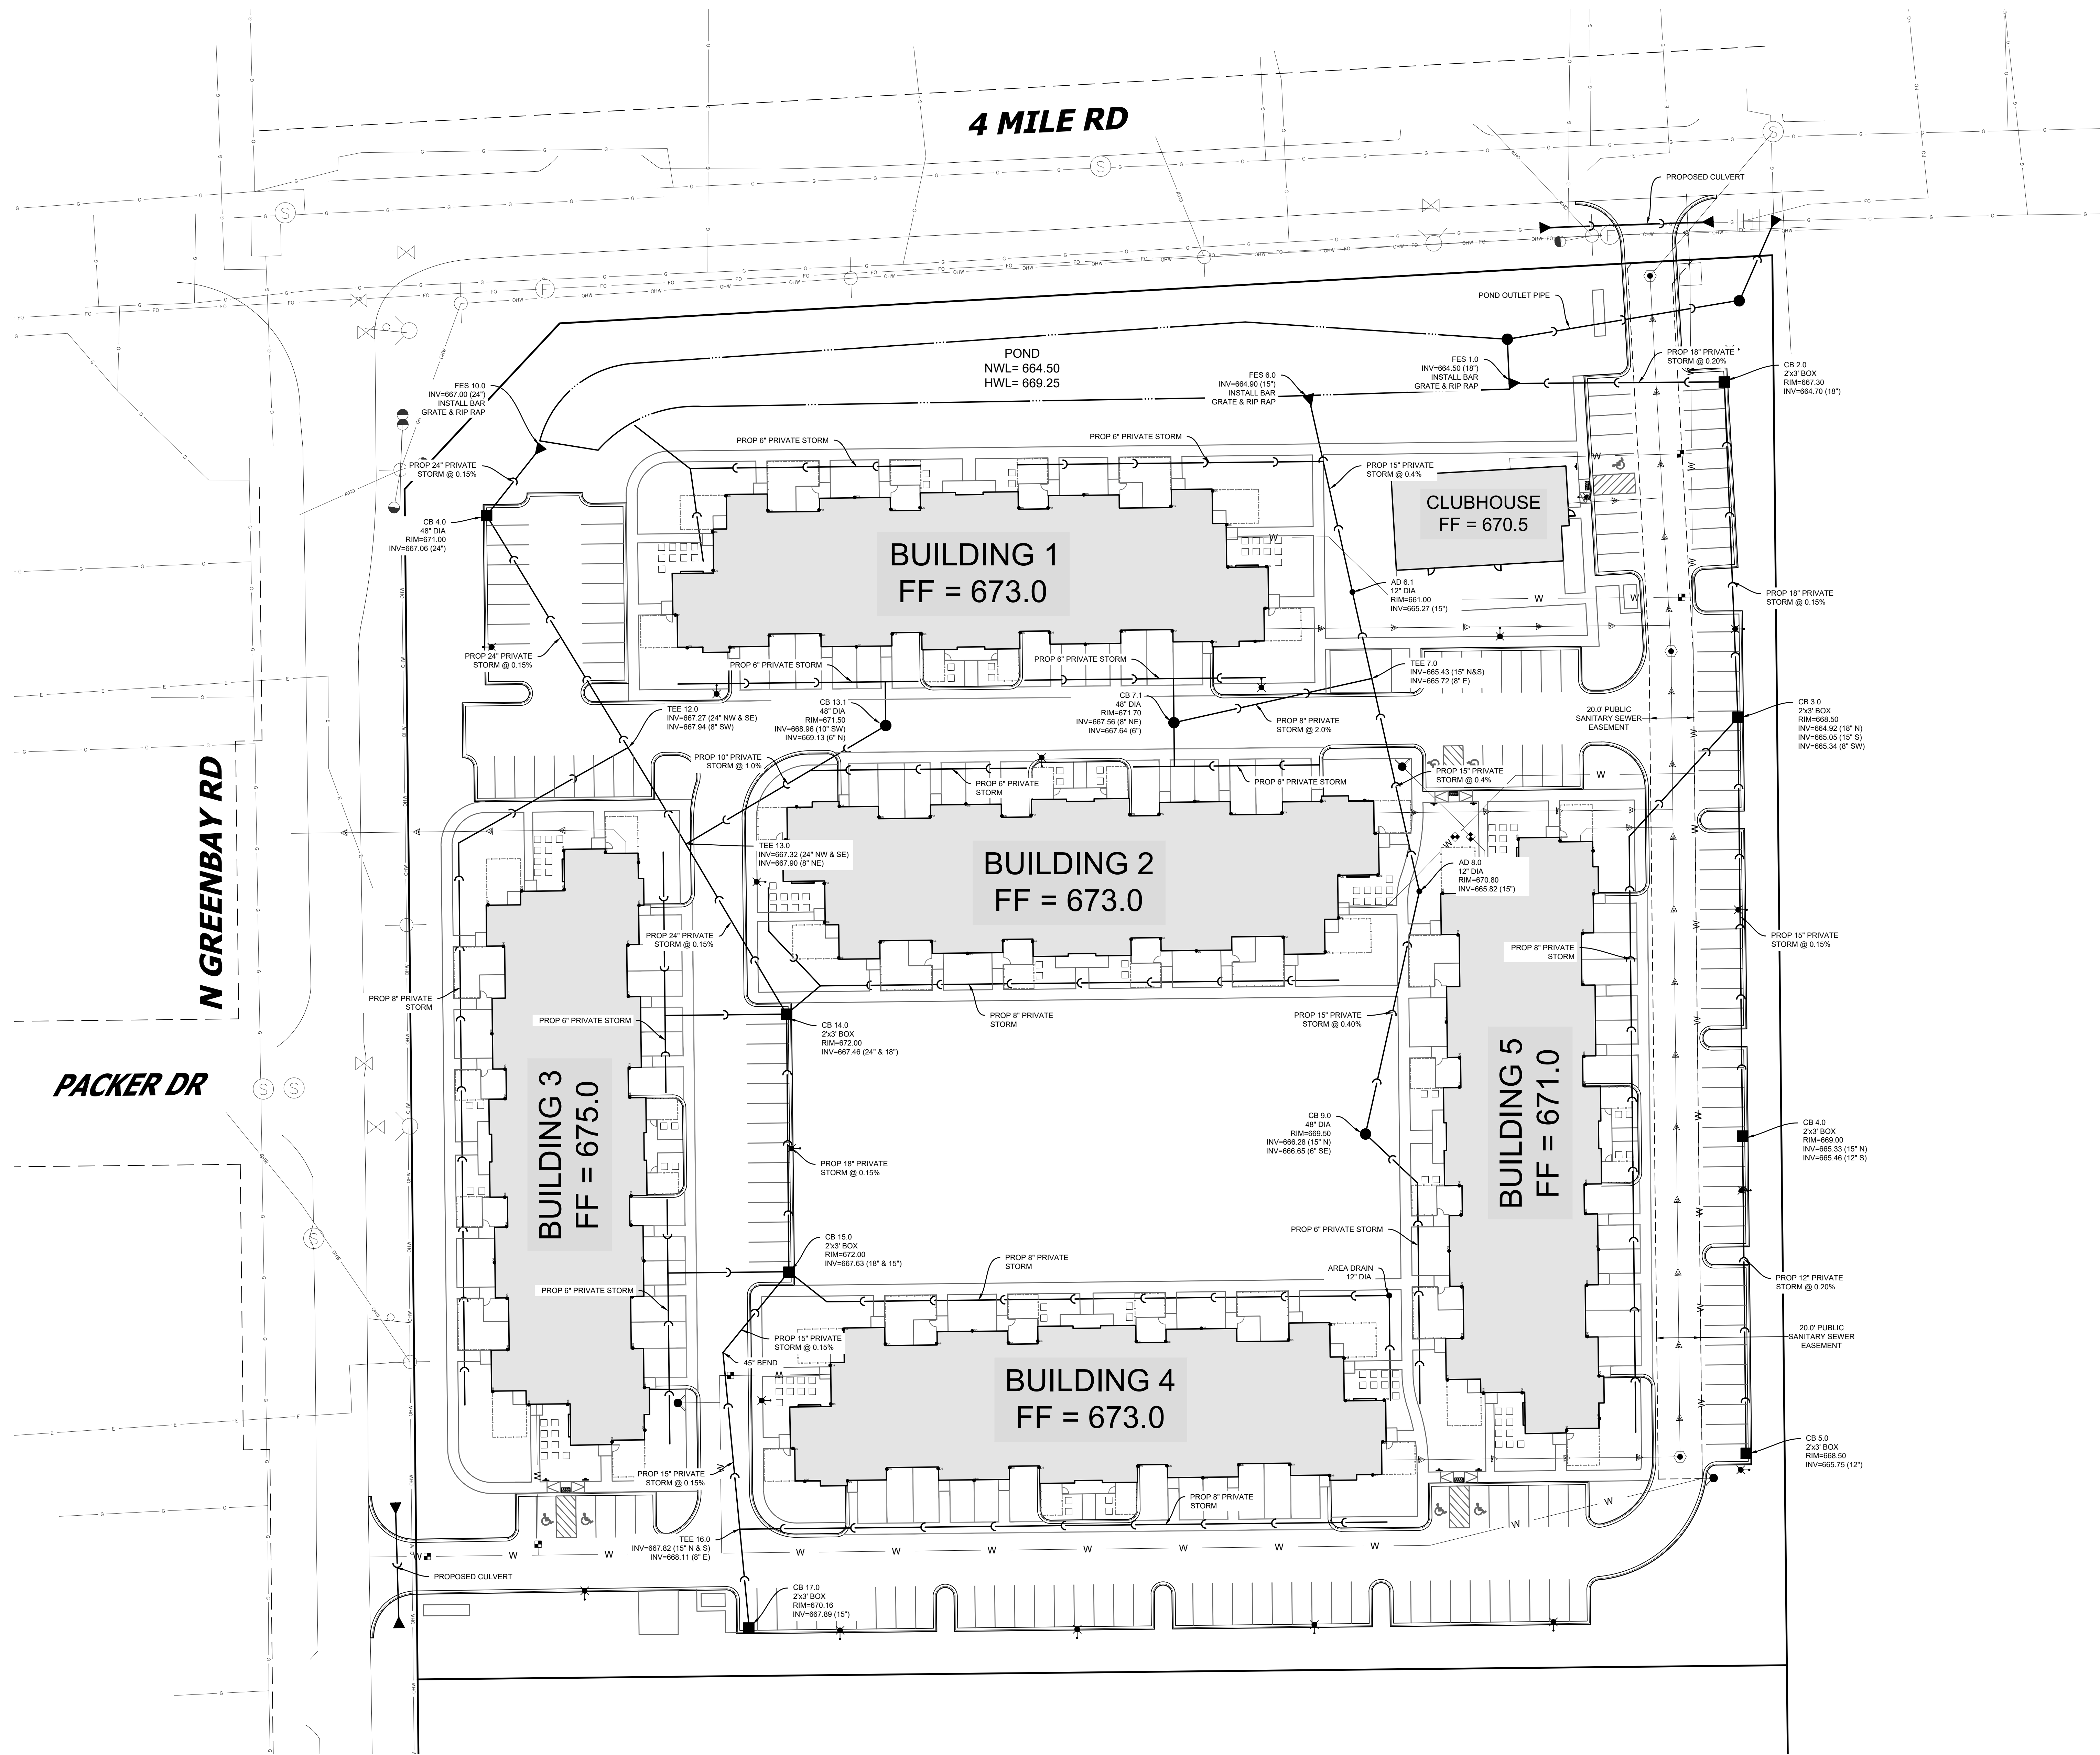 4 MILE RD
PROPOSED CULVERT
POND OUTLET PIPE
POND
NWL= 664.50
HWL= 669.25
FES 10.0
INV=667.00 (24")
INSTALL BAR
GRATE & RIP RAP
FES 6.0
INV=664.90 (15")
INSTALL BAR
GRATE & RIP RAP
FES 1.0
INV=664.50 (18")
INSTALL BAR
GRATE & RIP RAP
PROP 18" PRIVATE
STORM @ 0.20%
CB 2.0
2'x3' BOX
RIM=667.30
INV=664.70 (18")
PROP 24" PRIVATE
STORM @ 0.15%
PROP 6" PRIVATE STORM
PROP 6" PRIVATE STORM
PROP 15" PRIVATE
STORM @ 0.4%
CLUBHOUSE
FF = 670.5
CB 4.0
48" DIA
RIM=671.00
INV=667.06 (24")
BUILDING 1
FF = 673.0
AD 6.1
12" DIA
RIM=661.00
INV=665.27 (15")
PROP 18" PRIVATE
STORM @ 0.15%
PROP 24" PRIVATE
STORM @ 0.15%
PROP 6" PRIVATE STORM
PROP 6" PRIVATE STORM
TEE 7.0
INV=665.43 (15" N&S)
INV=665.72 (8" E)
TEE 12.0
INV=667.27 (24" NW & SE)
INV=667.94 (8" SW)
CB 13.1
48" DIA
RIM=671.50
INV=668.96 (10" SW)
INV=669.13 (6" N)
CB 7.1
48" DIA
RIM=671.70
INV=667.56 (8" NE)
INV=667.64 (6")
PROP 8" PRIVATE
STORM @ 2.0%
20.0' PUBLIC
SANITARY SEWER
EASEMENT
CB 3.0
2'x3' BOX
RIM=668.50
INV=664.92 (18" N)
INV=665.05 (15" S)
INV=665.34 (8" SW)
PROP 10" PRIVATE
STORM @ 1.0%
PROP 6" PRIVATE
STORM
PROP 6" PRIVATE STORM
PROP 15" PRIVATE
STORM @ 0.4%
N GREENBAY RD
TEE 13.0
INV=667.32 (24" NW & SE)
INV=667.90 (8" NE)
BUILDING 2
FF = 673.0
AD 8.0
12" DIA
RIM=670.80
INV=665.82 (15")
PROP 24" PRIVATE
STORM @ 0.15%
PROP 8" PRIVATE
STORM
PROP 15" PRIVATE
STORM @ 0.15%
PROP 8" PRIVATE
STORM
PROP 6" PRIVATE STORM
CB 14.0
2'x3' BOX
RIM=672.00
INV=667.46 (24" & 18")
PROP 8" PRIVATE
STORM
PROP 15" PRIVATE
STORM @ 0.40%
PACKER DR
BUILDING 3
FF = 675.0
BUILDING 5
FF = 671.0
CB 9.0
48" DIA
RIM=669.50
INV=666.28 (15" N)
INV=666.65 (6" SE)
CB 4.0
2'x3' BOX
RIM=669.00
INV=665.33 (15" N)
INV=665.46 (12" S)
PROP 18" PRIVATE
STORM @ 0.15%
CB 15.0
2'x3' BOX
RIM=672.00
INV=667.63 (18" & 15")
PROP 6" PRIVATE STORM
PROP 8" PRIVATE
STORM
AREA DRAIN
12" DIA.
PROP 6" PRIVATE STORM
PROP 12" PRIVATE
STORM @ 0.20%
20.0' PUBLIC
SANITARY SEWER
EASEMENT
PROP 15" PRIVATE
STORM @ 0.15%
45° BEND
BUILDING 4
FF = 673.0
CB 5.0
2'x3' BOX
RIM=668.50
INV=665.75 (12")
PROP 15" PRIVATE
STORM @ 0.15%
PROP 8" PRIVATE
STORM
TEE 16.0
INV=667.82 (15" N & S)
INV=668.11 (8" E)
PROPOSED CULVERT
CB 17.0
2'x3' BOX
RIM=670.16
INV=667.89 (15")